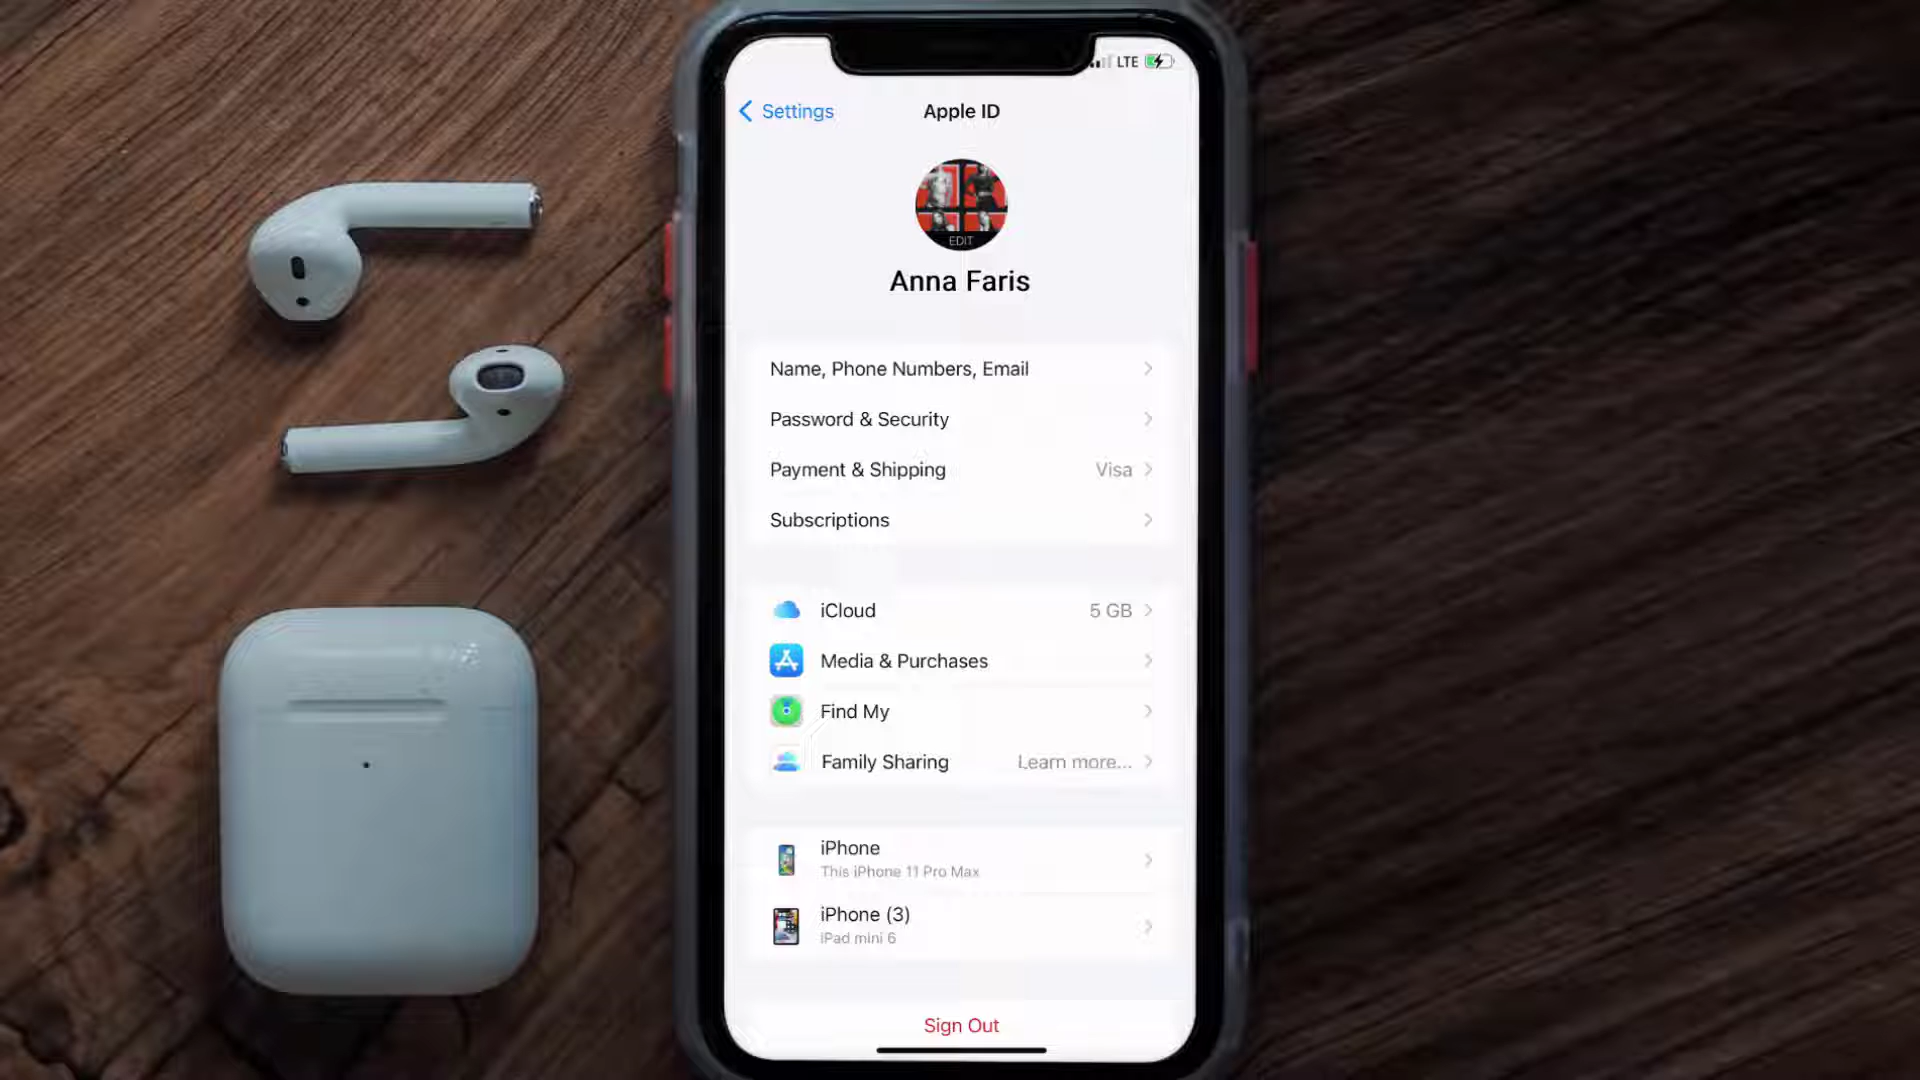 LTE
Settings
Apple ID
EDIT
Anna Faris
Name, Phone Numbers, Email
Password & Security
Payment & Shipping Visa
Subscriptions
iCloud 5 GB
Media & Purchases
Find My
Family Sharing Learn more...
iPhone
This iPhone 11 Pro Max
iPhone (3)
iPad mini 6
Sign Out